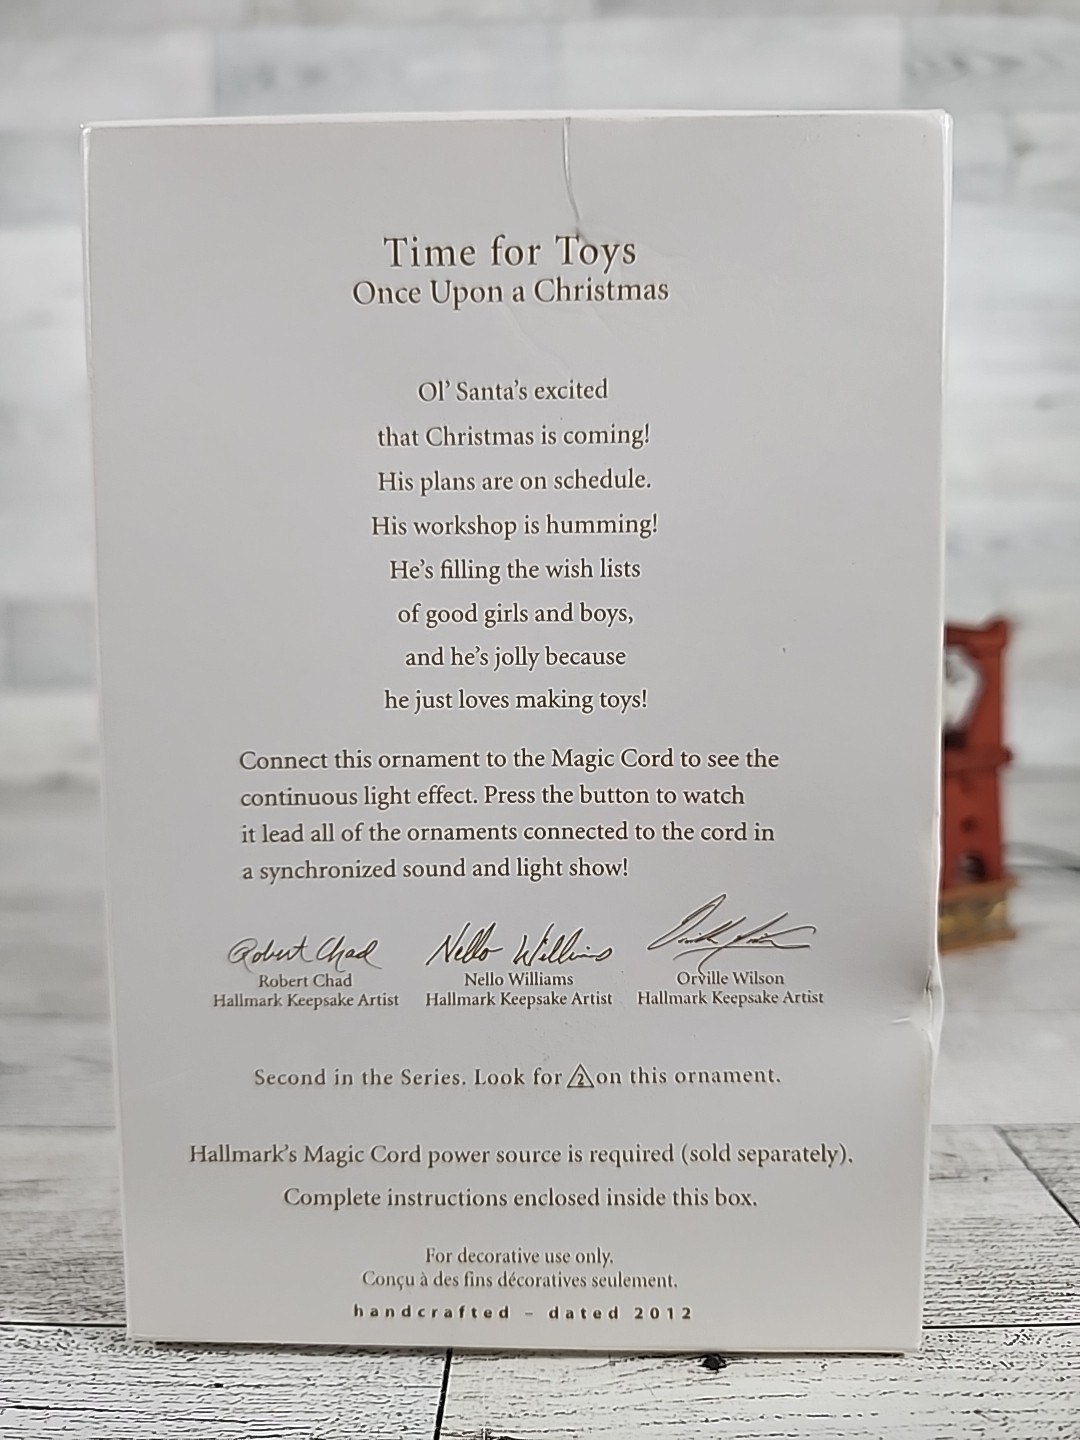 Time for Toys
Once Upon a Christmas
Ol' Santa's excited
that Christmas is coming!
His plans are on schedule.
His workshop is humming!
He's filling the wish lists
of good girls and boys,
and he's jolly because
he just loves making toys!
Connect this ornament to the Magic Cord to see the
continuous light effect. Press the button to watch
it lead all of the ornaments connected to the cord in
a synchronized sound and light show!
Robert Chad Nello Williams
Robert Chad Nello Williams Orville Wilson
Hallmark Keepsake Artist Hallmark Keepsake Artist Hallmark Keepsake Artist
Second in the Series. Look for 2 on this ornament.
Hallmark's Magic Cord power source is required (sold separately).
Complete instructions enclosed inside this box.
For decorative use only.
Conçu à des fins décoratives seulement.
handcrafted – dated 2012